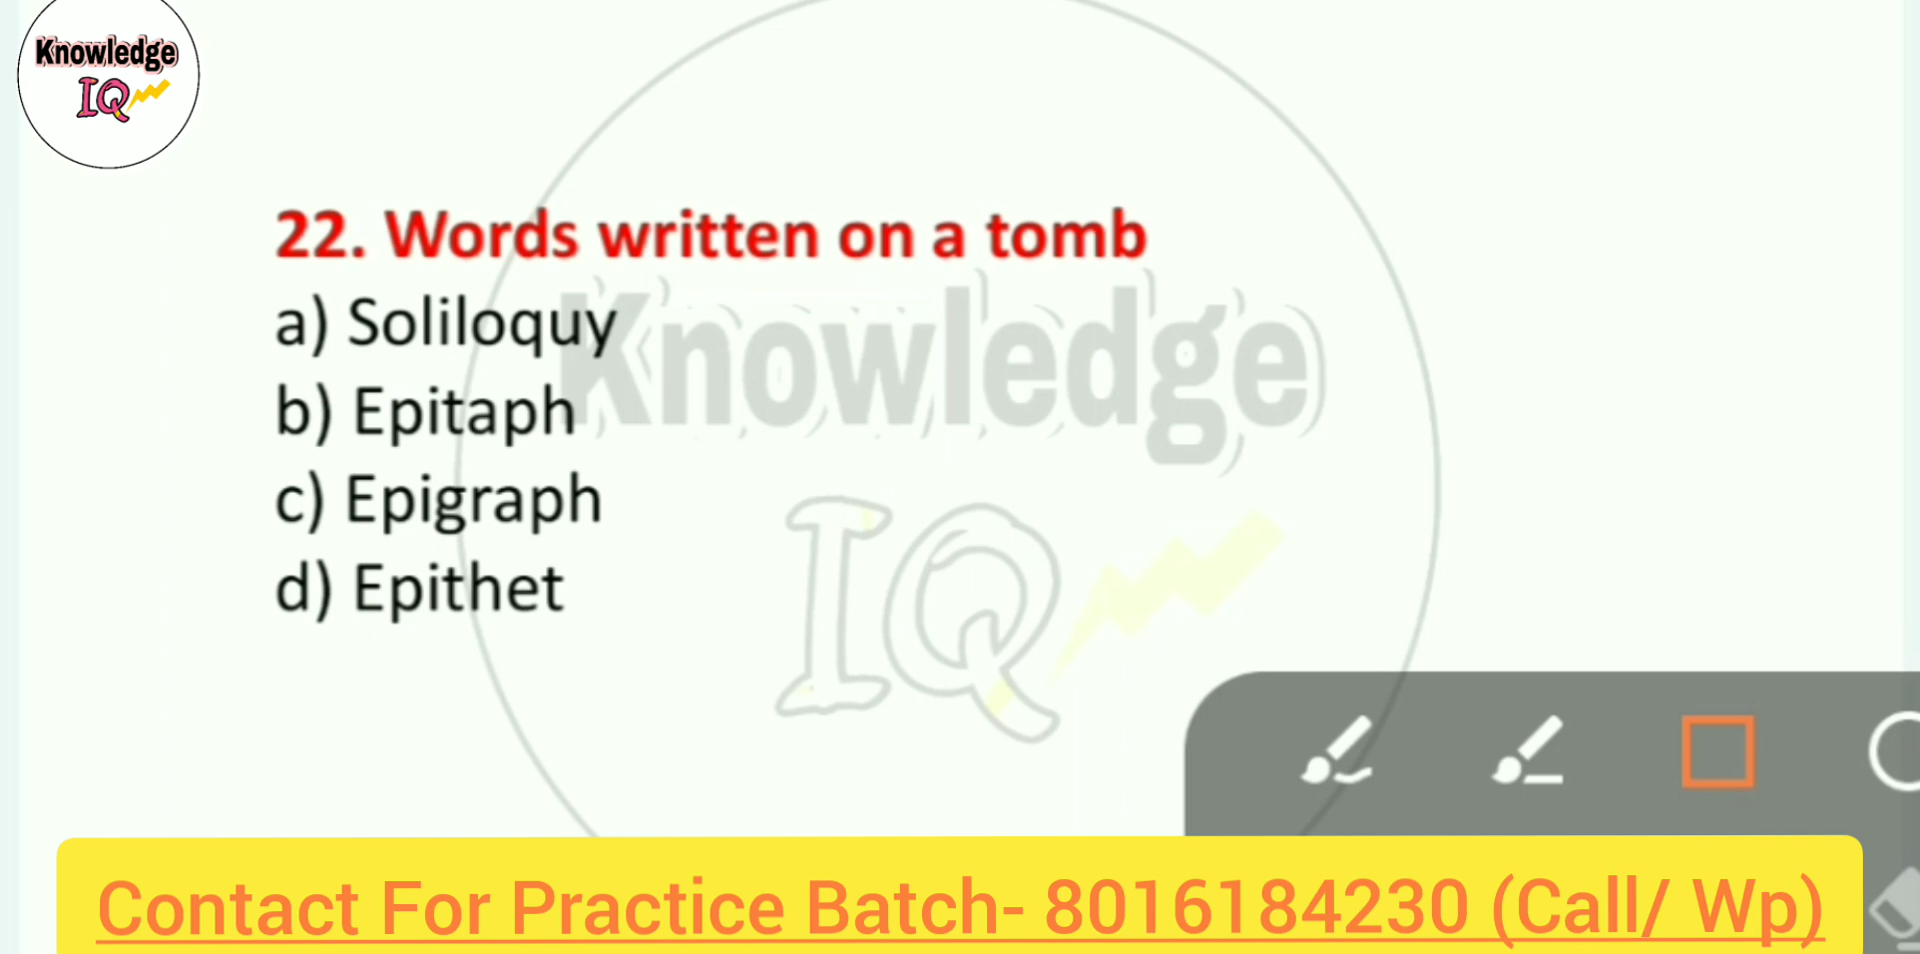 Knowledge
IQ
22. Words written on a tomb
a) Soliloquy
b) Epitaph
c) Epigraph
d) Epithet
Knowledge
IQ
Contact For Practice Batch- 8016184230 (Call/ Wp)